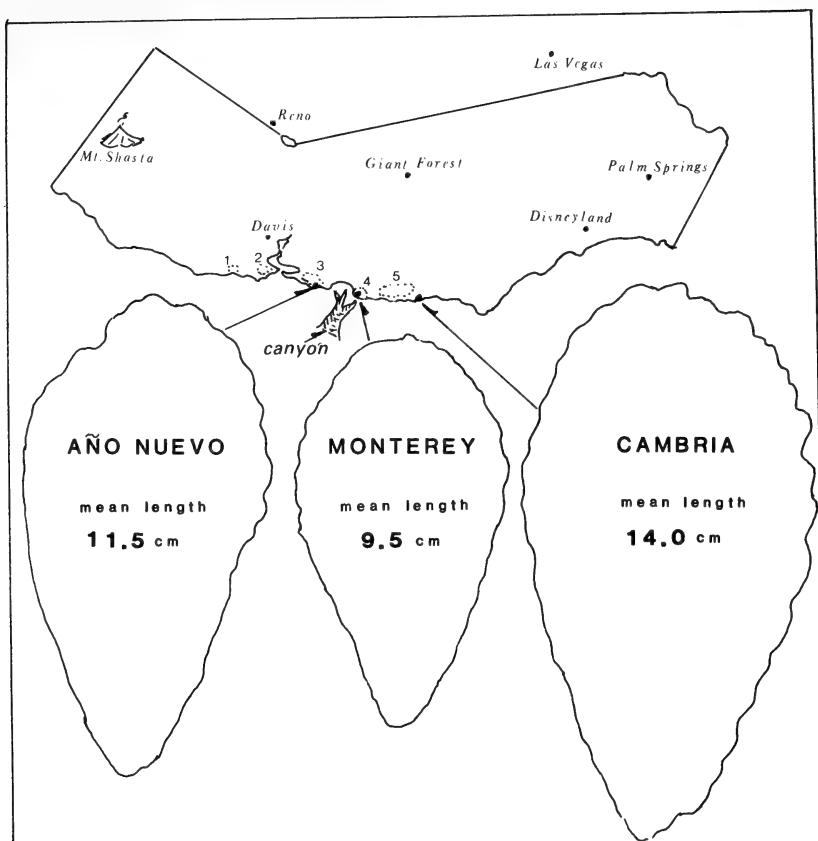 Las Vegas
Reno
Mt. Shasta
Giant Forest
Palm Springs
Davis
Disneyland
1 2 3 4 5
canyon
AÑO NUEVO
mean length
11.5 cm
MONTEREY
mean length
9.5 cm
CAMBRIA
mean length
14.0 cm